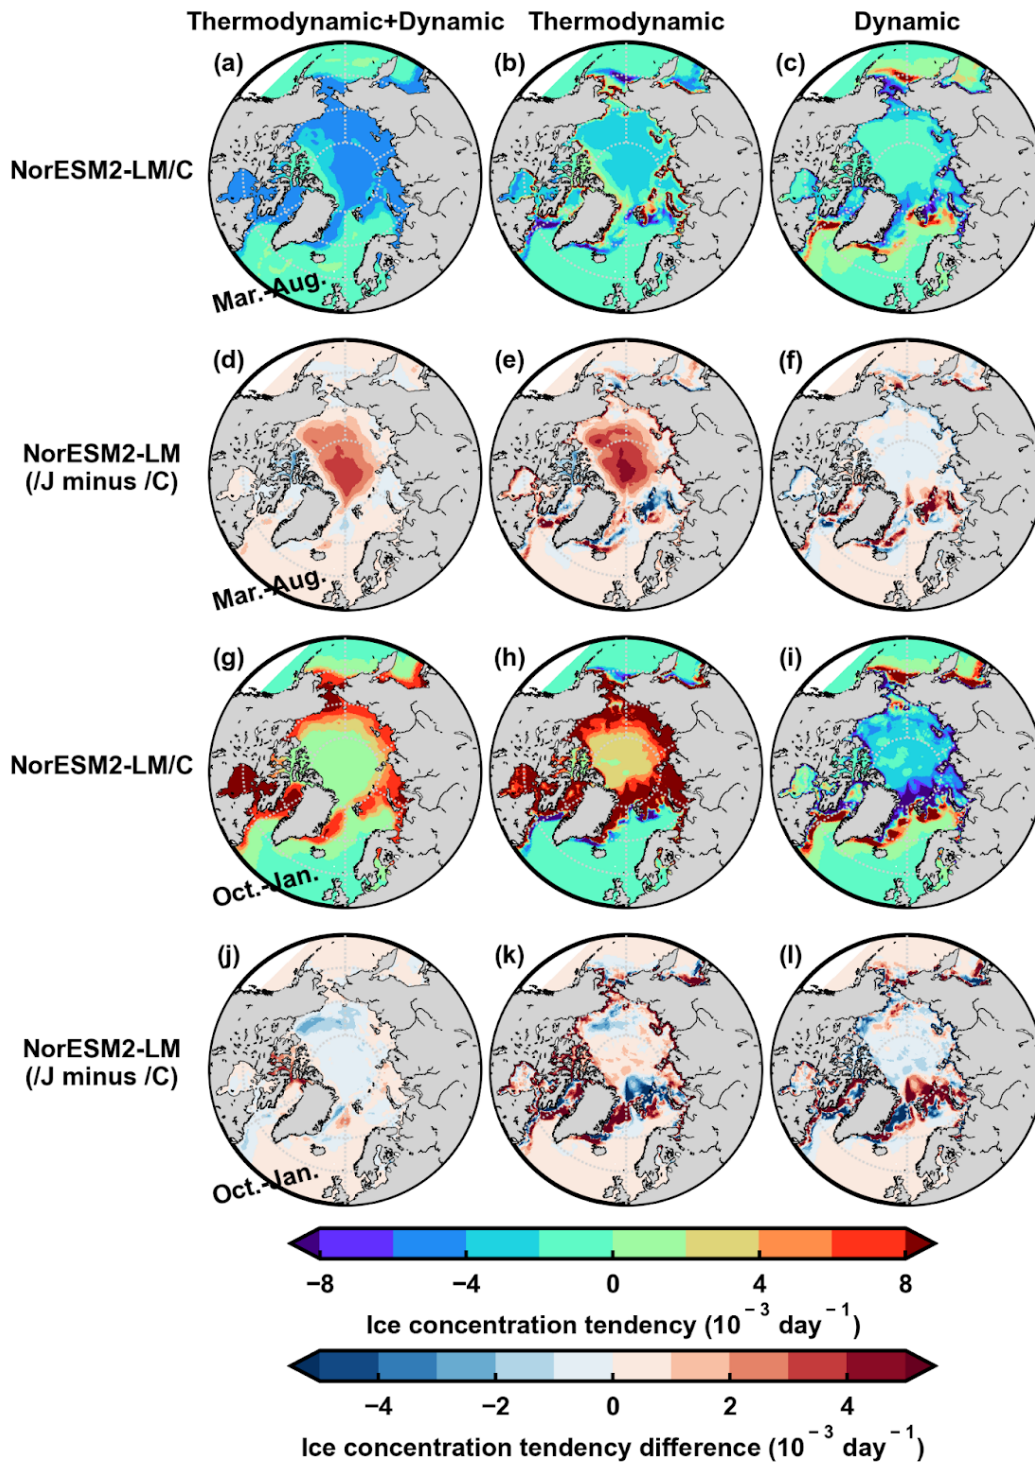 Thermodynamic+Dynamic Thermodynamic Dynamic
(a) (b) (c)
NorESM2-LM/C
Mar.-Aug.
(d) (e) (f)
NorESM2-LM
(/J minus /C)
Mar.-Aug.
(g) (h) (i)
NorESM2-LM/C
Oct.-Jan.
(j) (k) (l)
NorESM2-LM
(/J minus /C)
Oct.-Jan.
−8 −4 0 4 8
Ice concentration tendency (10⁻³ day⁻¹)
−4 −2 0 2 4
Ice concentration tendency difference (10⁻³ day⁻¹)